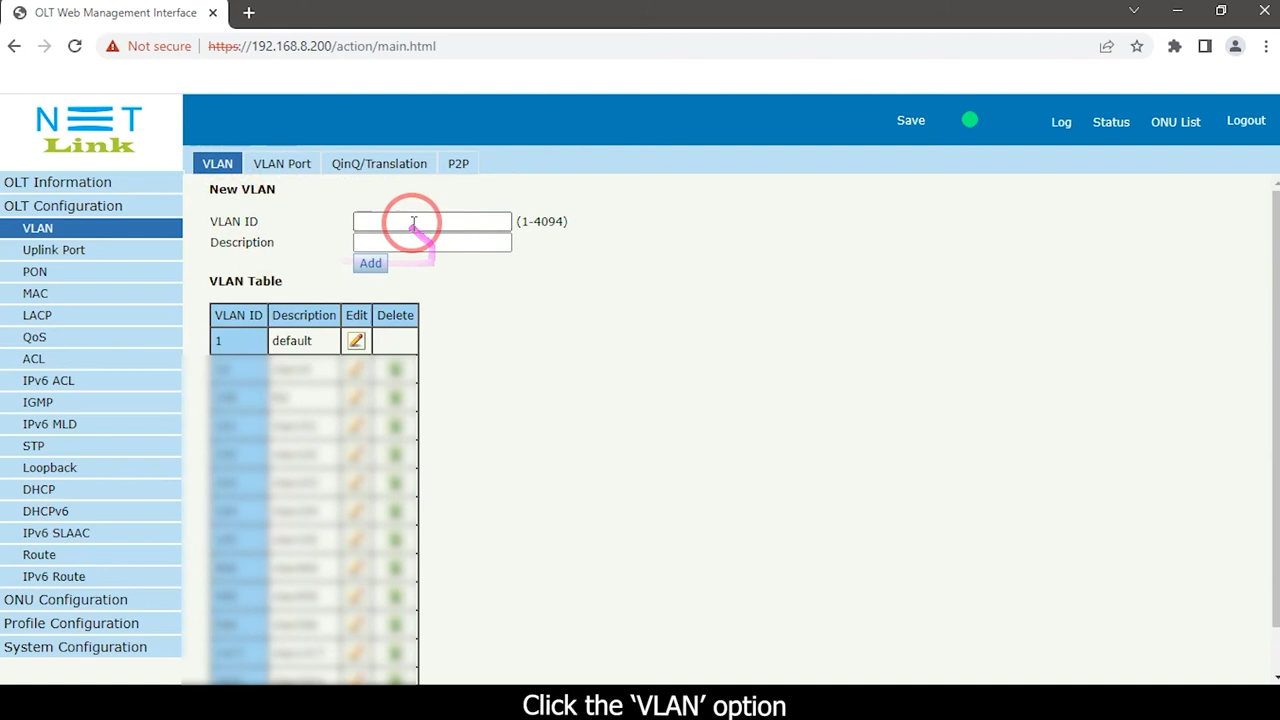 OLT Web Management Interface
Not secure https://192.168.8.200/action/main.html
NET
Link
Save
Log
Status
ONU List
Logout
OLT Information
OLT Configuration
VLAN
Uplink Port
PON
MAC
LACP
QoS
ACL
IPv6 ACL
IGMP
IPv6 MLD
STP
Loopback
DHCP
DHCPv6
IPv6 SLAAC
Route
IPv6 Route
ONU Configuration
Profile Configuration
System Configuration
VLAN VLAN Port QinQ/Translation P2P
New VLAN
VLAN ID (1-4094)
Description
Add
VLAN Table
VLAN ID Description Edit Delete
1 default
Click the ‘VLAN’ option